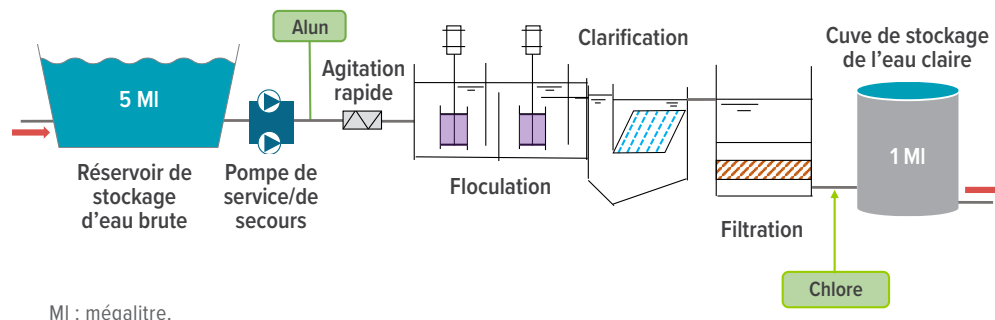 Alun
Clarification
Cuve de stockage
de l'eau claire
Agitation
rapide
5 Ml
1 Ml
Réservoir de
stockage
d'eau brute
Pompe de
service/de
secours
Floculation
Filtration
Chlore
Ml : mégalitre.